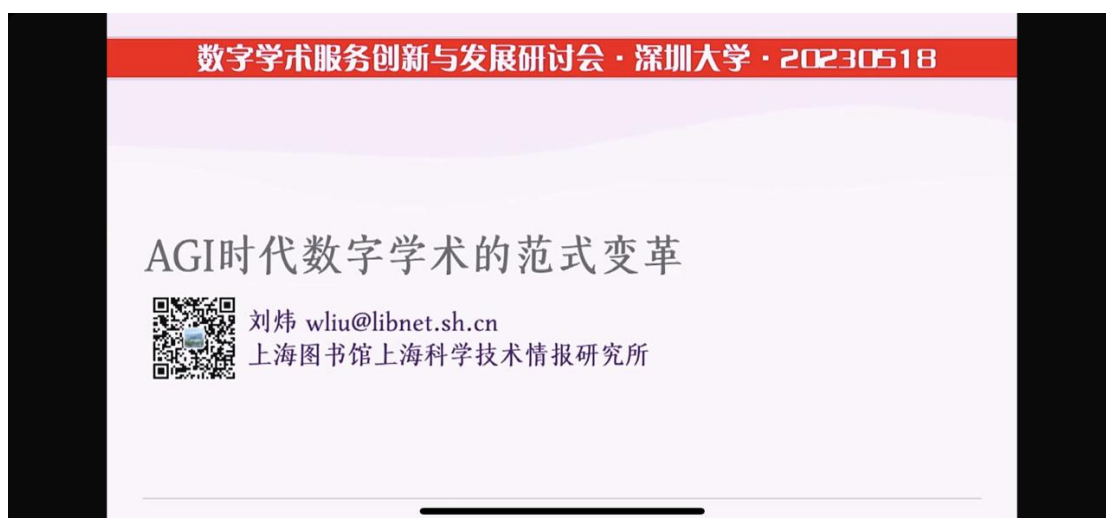 数字学术服务创新与发展研讨会·深圳大学·20230518
AGI时代数字学术的范式变革
刘炜 wliu@libnet.sh.cn
上海图书馆上海科学技术情报研究所